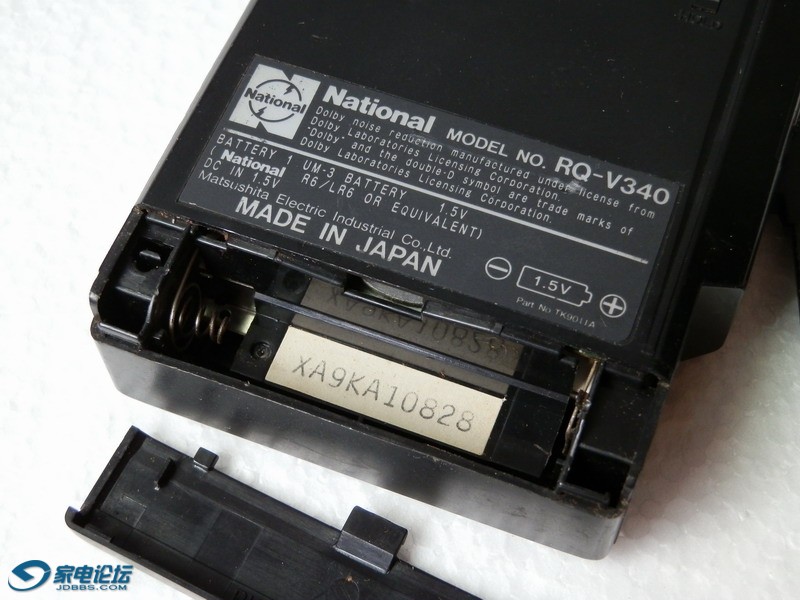 National
National MODEL NO. RQ-V340
Dolby noise reduction manufactured under license from
Dolby Laboratories Licensing Corporation.
"Dolby" and the double-D symbol are trade marks of
Dolby Laboratories Licensing Corporation.
BATTERY 1 UM-3 BATTERY 1.5V
(National R6/LR6 OR EQUIVALENT)
DC IN 1.5V
Matsushita Electric Industrial Co.,Ltd.
MADE IN JAPAN
⊖ 1.5V ⊕
Part No TK9011A
XA9KA10828
XA9KA10828
家电论坛
JDBBS.COM